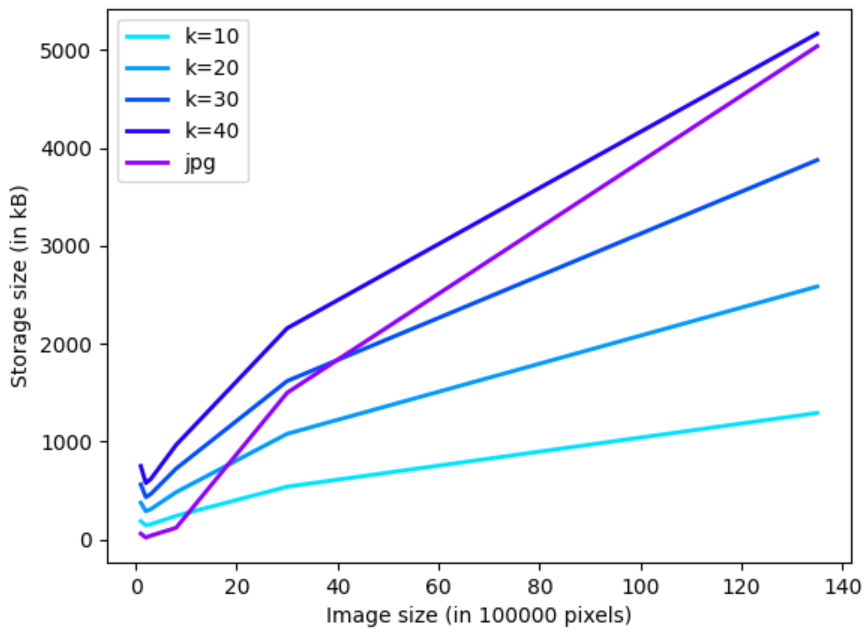 k=10
k=20
k=30
k=40
jpg
5000
4000
3000
2000
1000
0
Storage size (in kB)
0 20 40 60 80 100 120 140
Image size (in 100000 pixels)